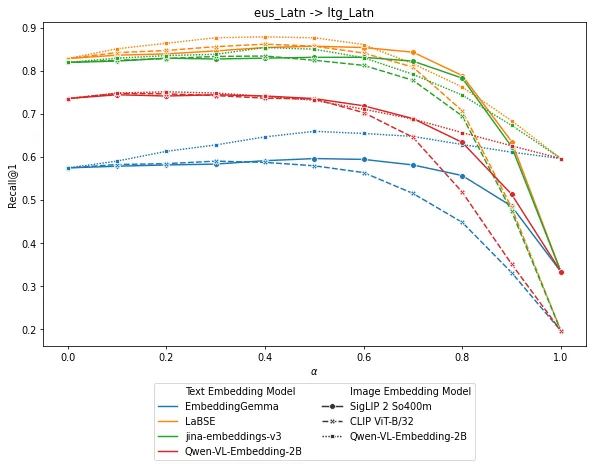 eus_Latn -> ltg_Latn
Recall@1
0.9
0.8
0.7
0.6
0.5
0.4
0.3
0.2
0.0 0.2 0.4 0.6 0.8 1.0
α
Text Embedding Model Image Embedding Model
EmbeddingGemma SigLIP 2 So400m
LaBSE CLIP ViT-B/32
jina-embeddings-v3 Qwen-VL-Embedding-2B
Qwen-VL-Embedding-2B